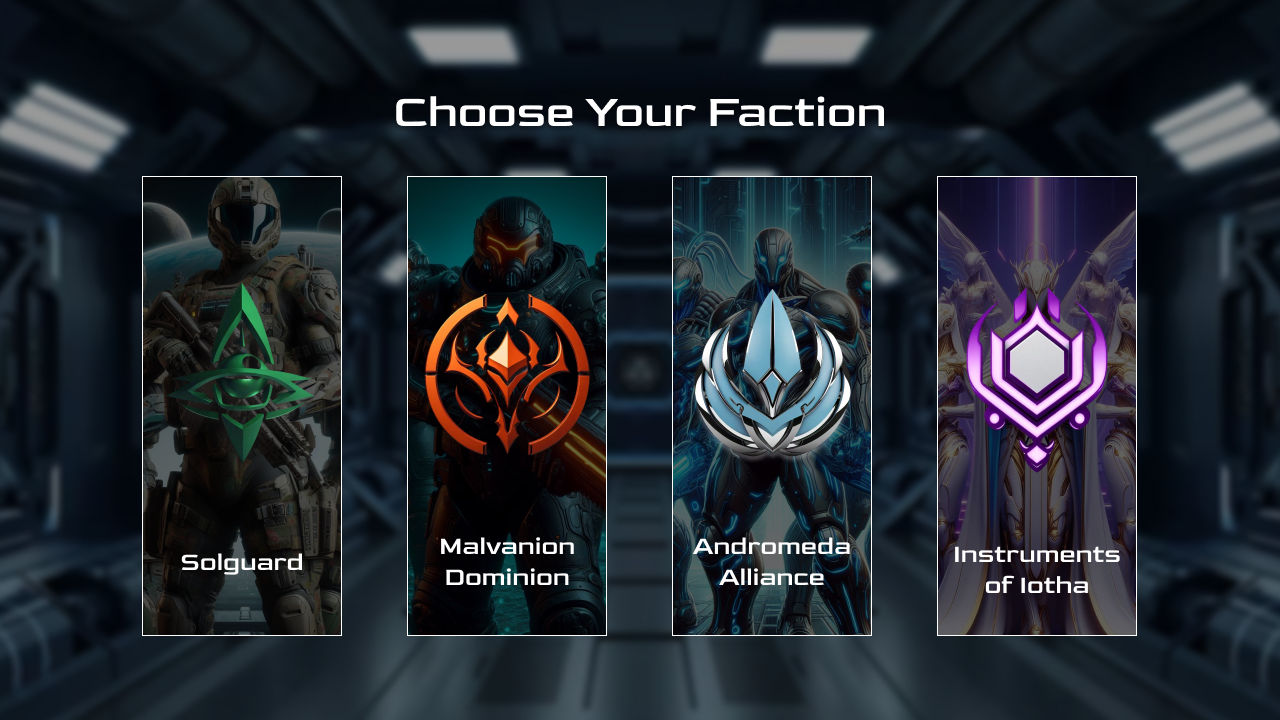 Choose Your Faction
Solguard
Malvanion
Dominion
Andromeda
Alliance
Instruments
of Iotha